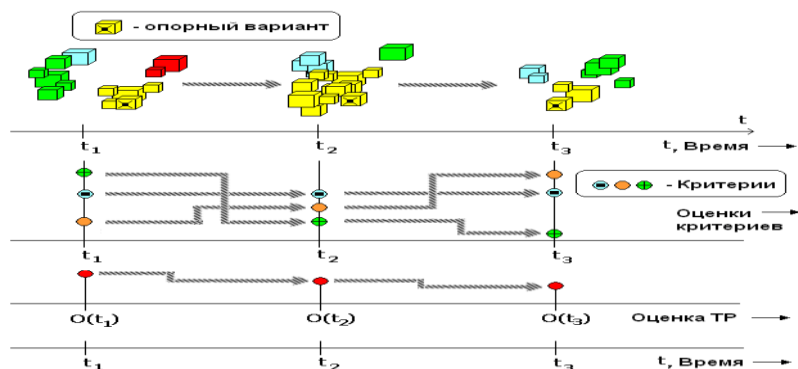 - опорный вариант
t
t₁ t₂ t₃ t, Время
- Критерии
Оценки
критериев
t₁ t₂ t₃
O(t₁) O(t₂) O(t₃) Оценка ТР
t₁ t₂ t₃ t, Время